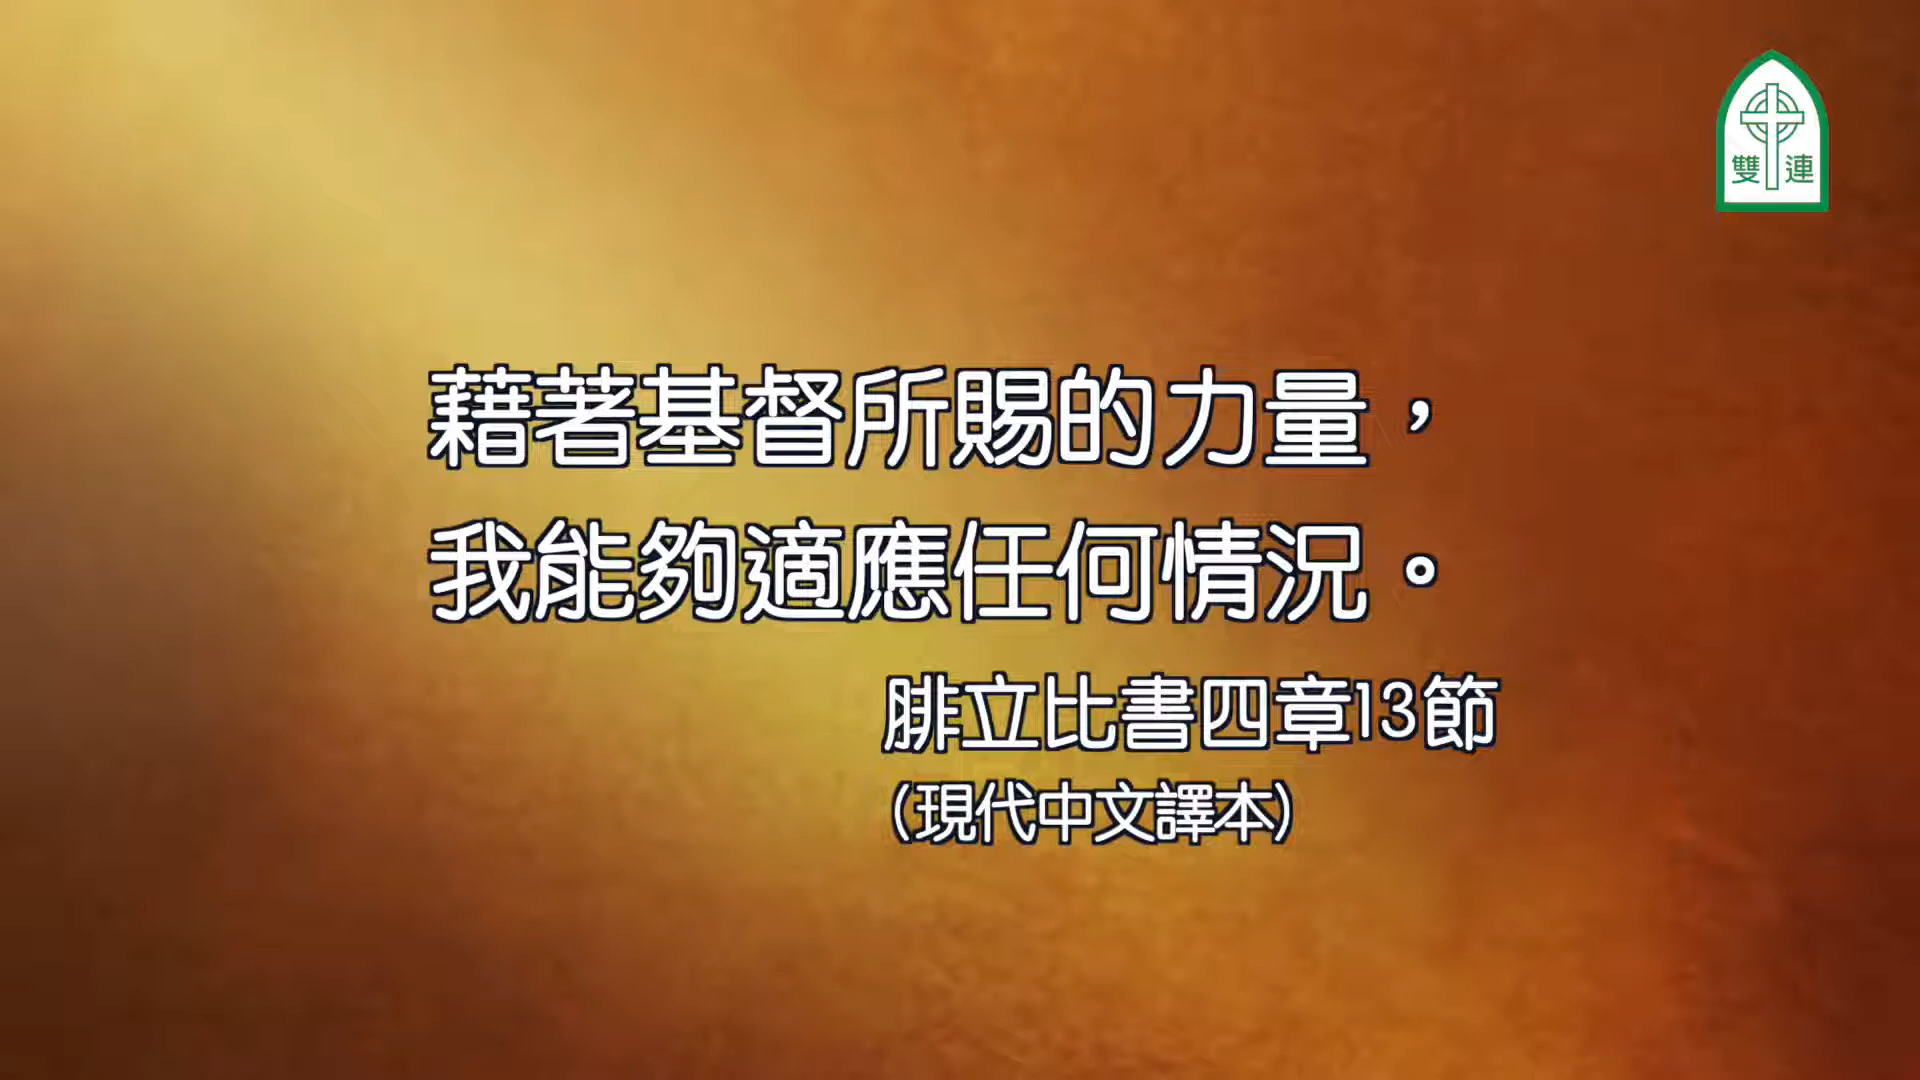 雙連
藉著基督所賜的力量，
我能夠適應任何情況。
腓立比書四章13節
(現代中文譯本)